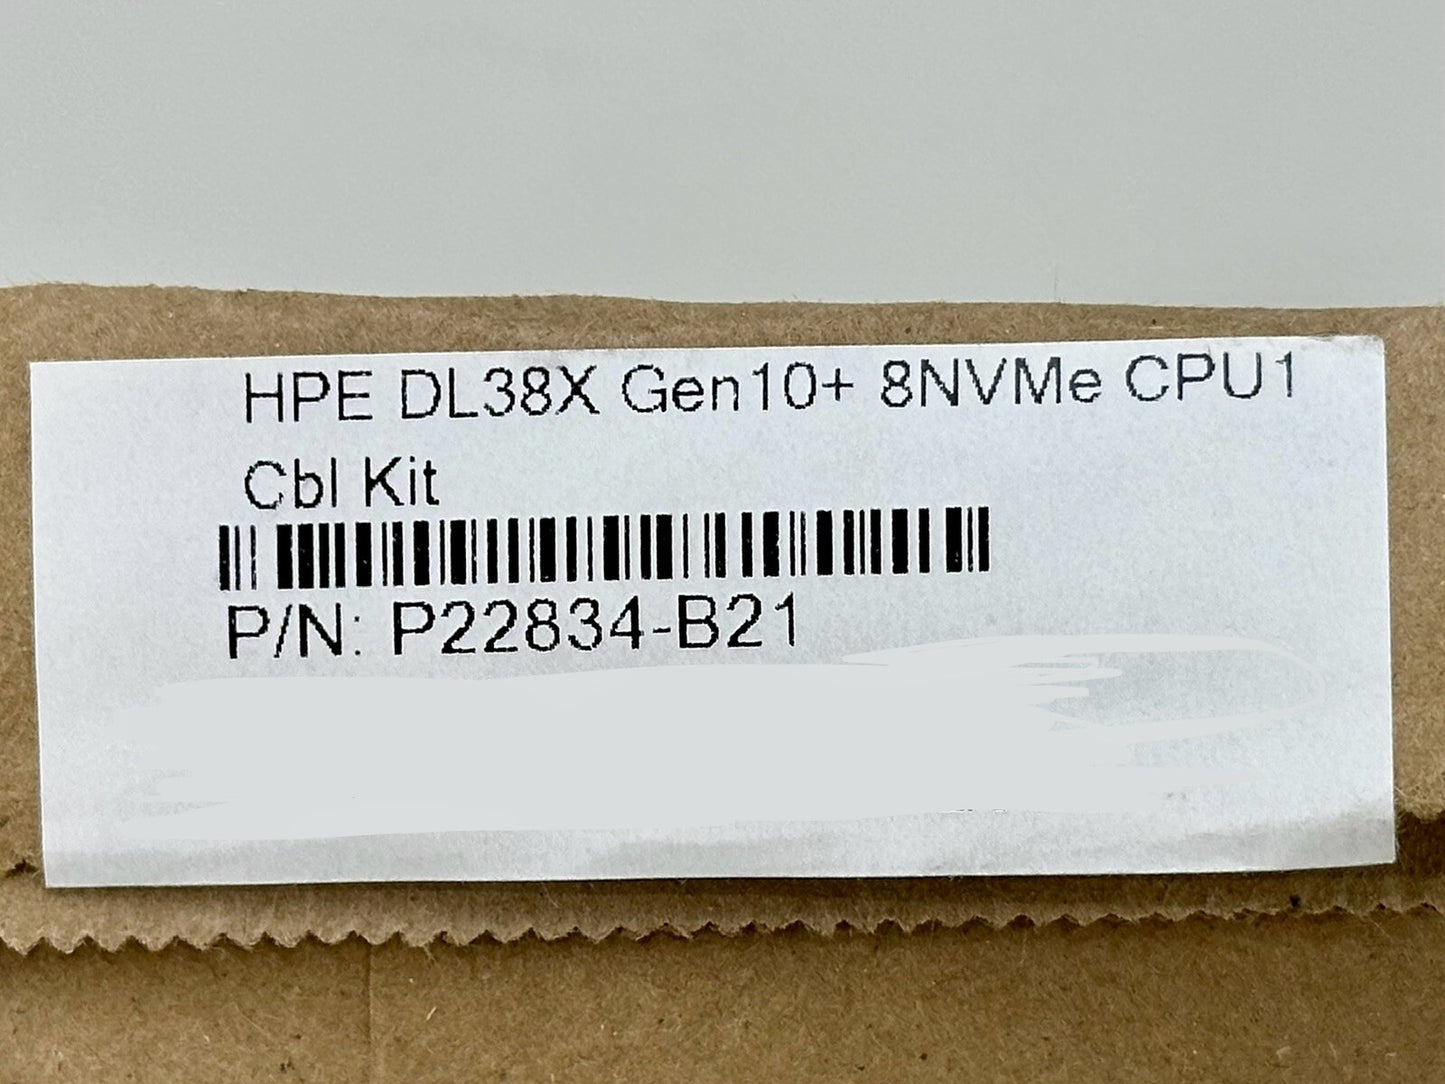 HPE DL38X Gen10+ 8NVMe CPU1
Cbl Kit
P/N: P22834-B21